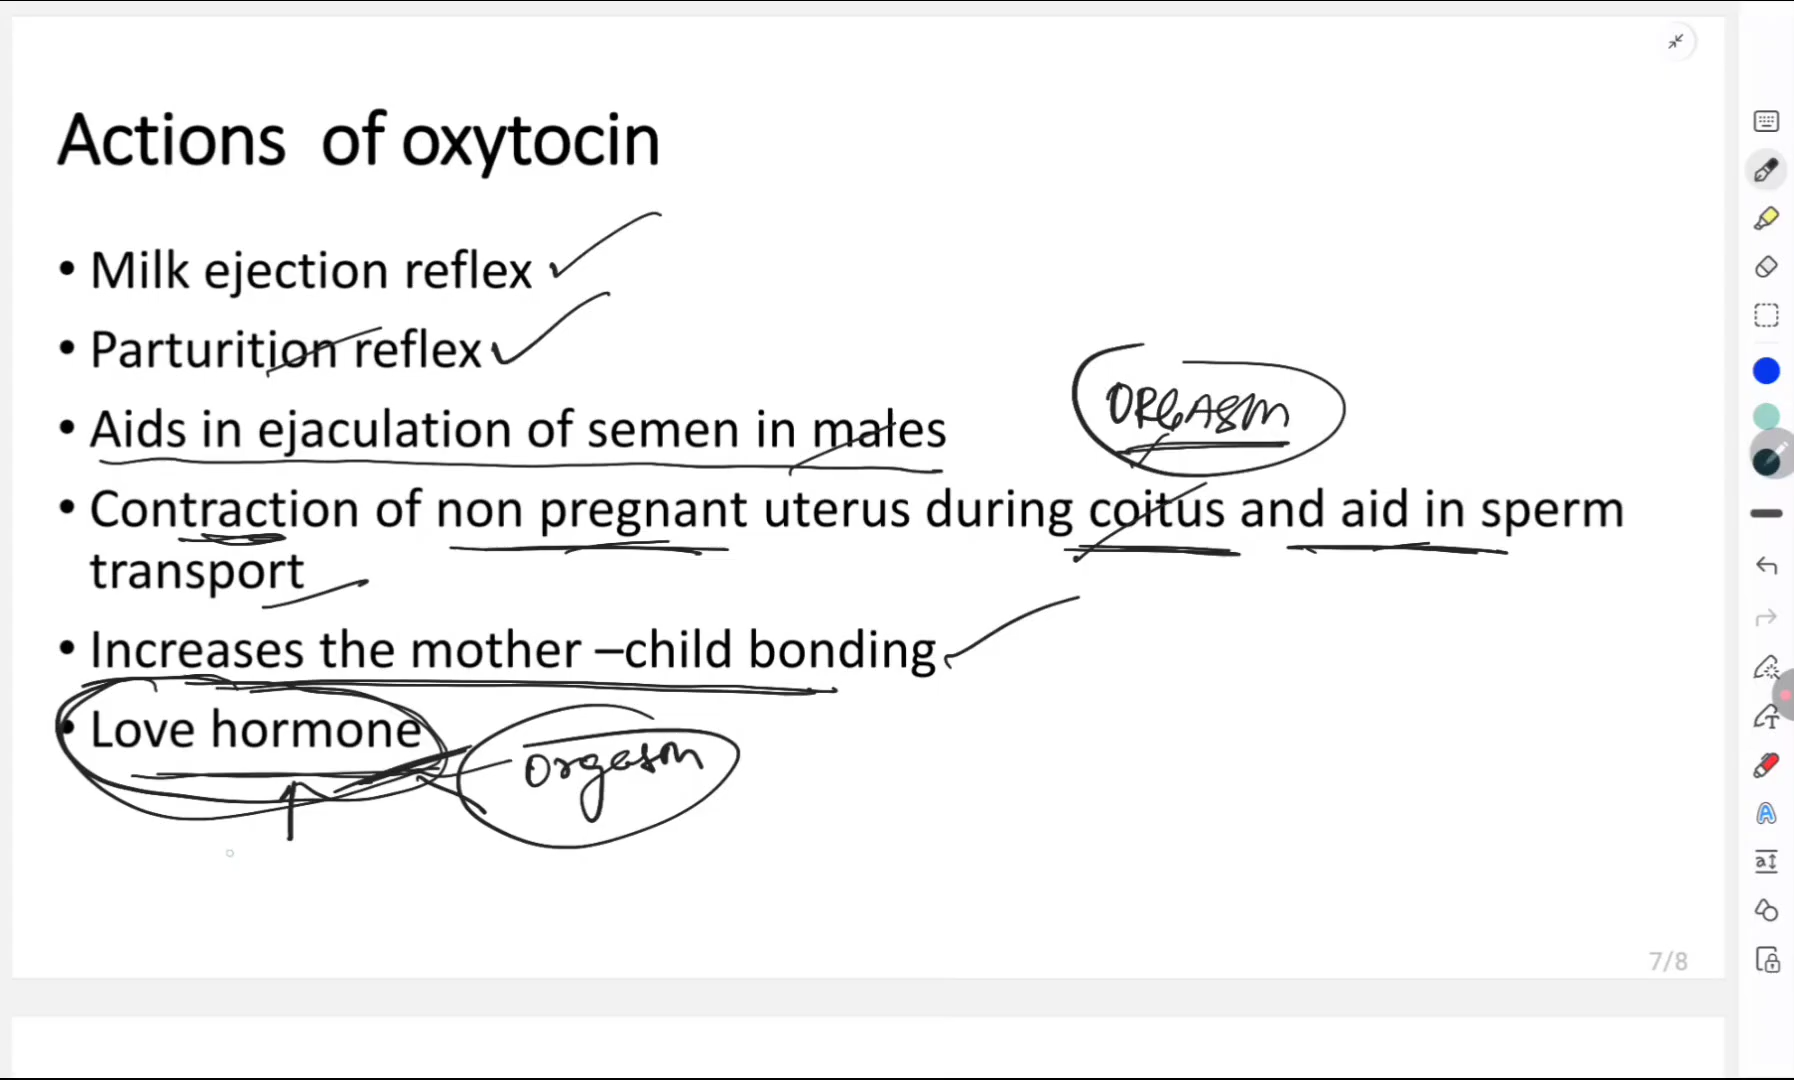 Actions of oxytocin
• Milk ejection reflex
• Parturition reflex
• Aids in ejaculation of semen in males
ORGASM
• Contraction of non pregnant uterus during coitus and aid in sperm
transport
• Increases the mother –child bonding
• Love hormone
orgasm
7/8